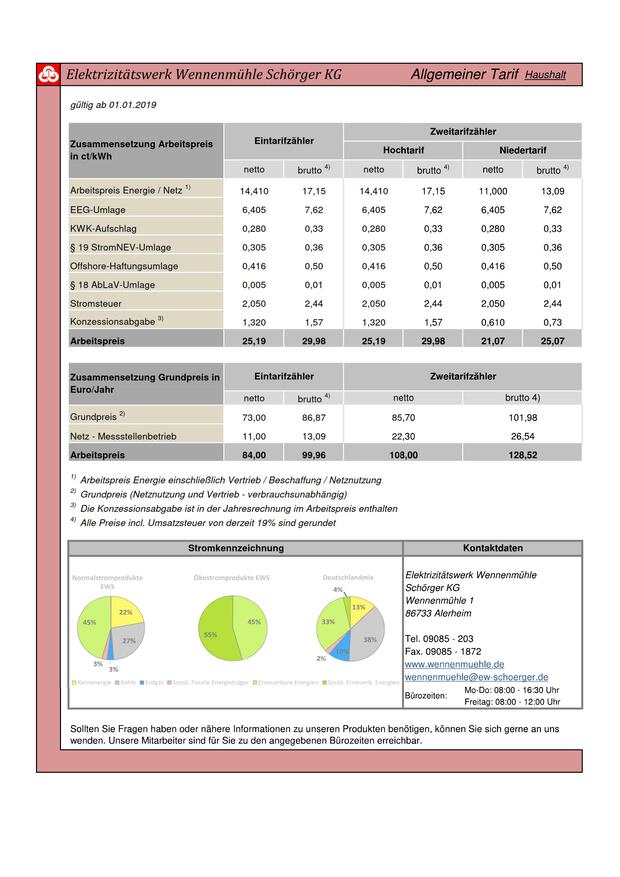 Elektrizitätswerk Wennenmühle Schörger KG Allgemeiner Tarif Haushalt
gültig ab 01.01.2019
Zusammensetzung Arbeitspreis in ct/kWh Eintarifzähler Zweitarifzähler
Hochtarif Niedertarif
netto brutto 4) netto brutto 4) netto brutto 4)
Arbeitspreis Energie / Netz 1) 14,410 17,15 14,410 17,15 11,000 13,09
EEG-Umlage 6,405 7,62 6,405 7,62 6,405 7,62
KWK-Aufschlag 0,280 0,33 0,280 0,33 0,280 0,33
§ 19 StromNEV-Umlage 0,305 0,36 0,305 0,36 0,305 0,36
Offshore-Haftungsumlage 0,416 0,50 0,416 0,50 0,416 0,50
§ 18 AbLaV-Umlage 0,005 0,01 0,005 0,01 0,005 0,01
Stromsteuer 2,050 2,44 2,050 2,44 2,050 2,44
Konzessionsabgabe 3) 1,320 1,57 1,320 1,57 0,610 0,73
Arbeitspreis 25,19 29,98 25,19 29,98 21,07 25,07
Zusammensetzung Grundpreis in Euro/Jahr Eintarifzähler Zweitarifzähler
netto brutto 4) netto brutto 4)
Grundpreis 2) 73,00 86,87 85,70 101,98
Netz - Messstellenbetrieb 11,00 13,09 22,30 26,54
Arbeitspreis 84,00 99,96 108,00 128,52
1) Arbeitspreis Energie einschließlich Vertrieb / Beschaffung / Netznutzung
2) Grundpreis (Netznutzung und Vertrieb - verbrauchsunabhängig)
3) Die Konzessionsabgabe ist in der Jahresrechnung im Arbeitspreis enthalten
4) Alle Preise incl. Umsatzsteuer von derzeit 19% sind gerundet
Stromkennzeichnung Kontaktdaten
Normalstromprodukte EWS
22%
27%
3%
3%
45%
Ökostromprodukte EWS
45%
55%
Deutschlandmix
4%
13%
38%
10%
2%
33%
Kernenergie Kohle Erdgas Sonst. Fossile Energieträger Erneuerbare Energien Sonst. Erneuerb. Energien
Elektrizitätswerk Wennenmühle
Schörger KG
Wennenmühle 1
86733 Alerheim
Tel. 09085 - 203
Fax. 09085 - 1872
www.wennenmuehle.de
wennenmuehle@ew-schoerger.de
Bürozeiten: Mo-Do: 08:00 - 16:30 Uhr
Freitag: 08:00 - 12:00 Uhr
Sollten Sie Fragen haben oder nähere Informationen zu unseren Produkten benötigen, können Sie sich gerne an uns
wenden. Unsere Mitarbeiter sind für Sie zu den angegebenen Bürozeiten erreichbar.